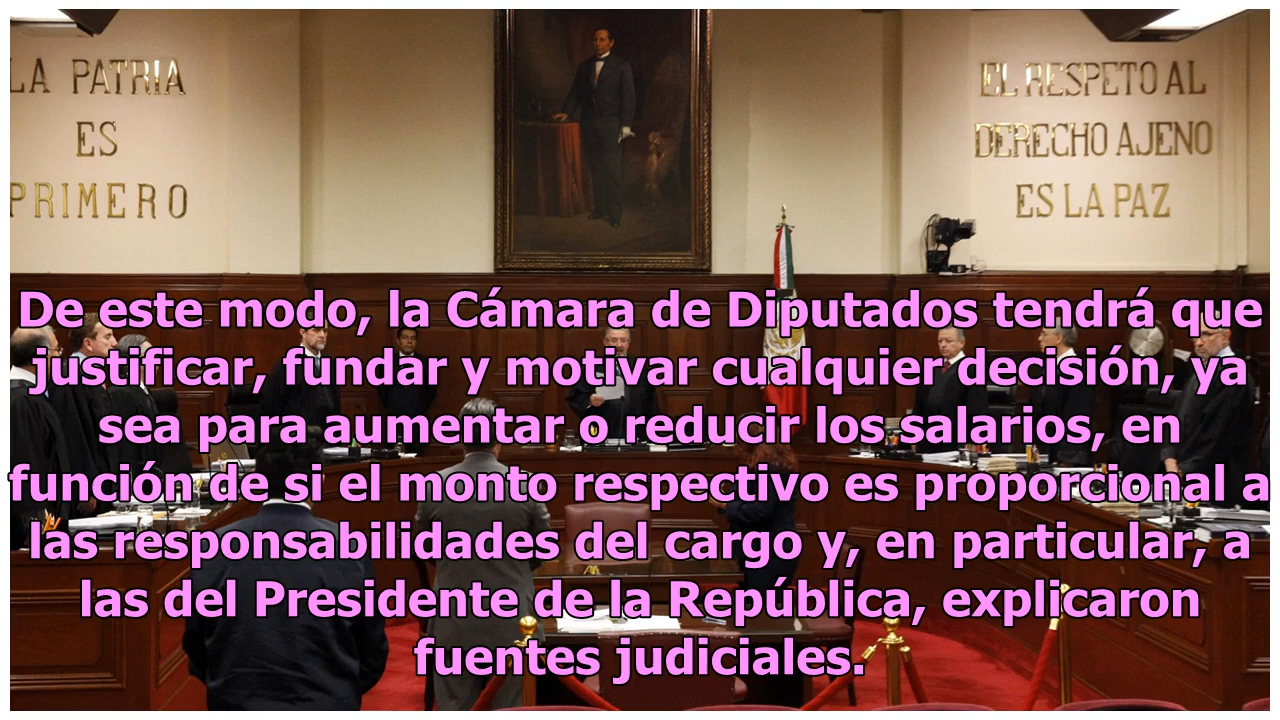 LA PATRIA
ES
PRIMERO
EL RESPETO AL
DERECHO AJENO
ES LA PAZ
De este modo, la Cámara de Diputados tendrá que
justificar, fundar y motivar cualquier decisión, ya
sea para aumentar o reducir los salarios, en
función de si el monto respectivo es proporcional a
las responsabilidades del cargo y, en particular, a
las del Presidente de la República, explicaron
fuentes judiciales.